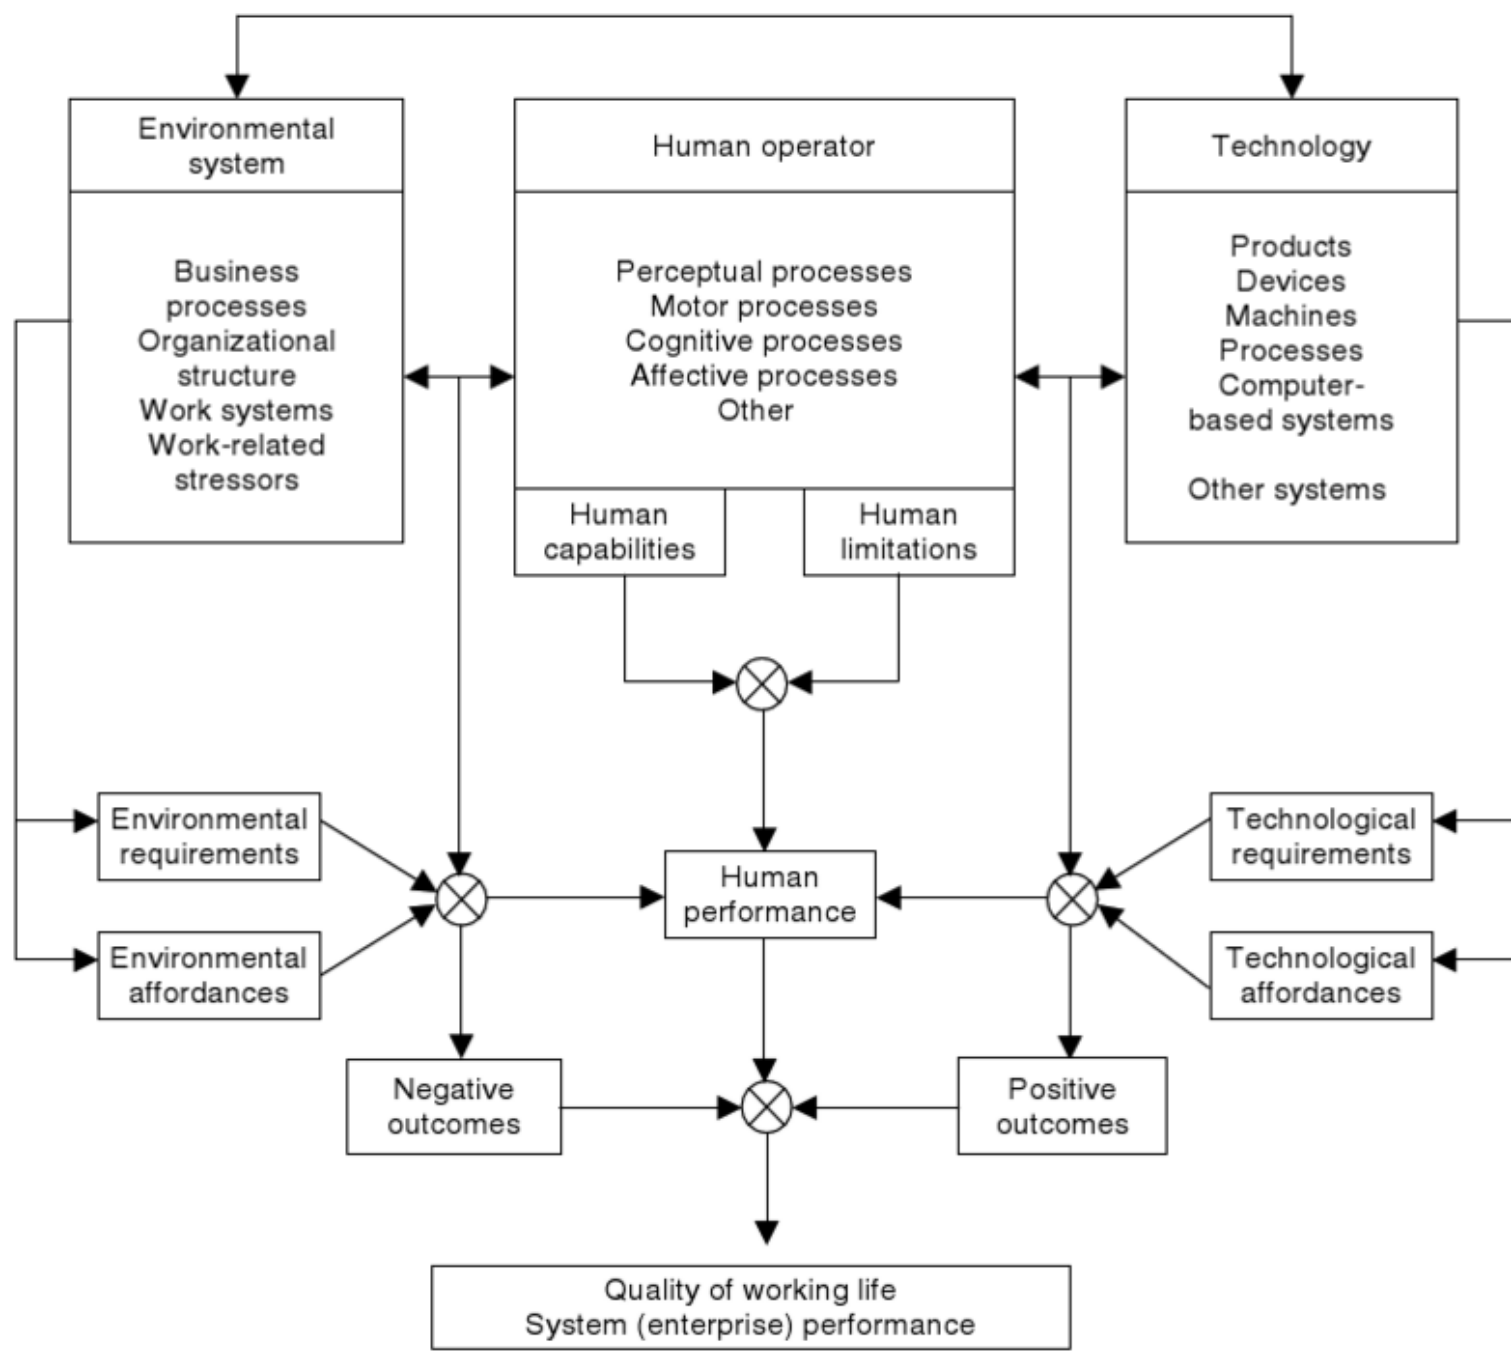 Environmental
system
Business
processes
Organizational
structure
Work systems
Work-related
stressors
Human operator
Perceptual processes
Motor processes
Cognitive processes
Affective processes
Other
Human
capabilities
Human
limitations
Technology
Products
Devices
Machines
Processes
Computer-
based systems
Other systems
Environmental
requirements
Environmental
affordances
Human
performance
Technological
requirements
Technological
affordances
Negative
outcomes
Positive
outcomes
Quality of working life
System (enterprise) performance